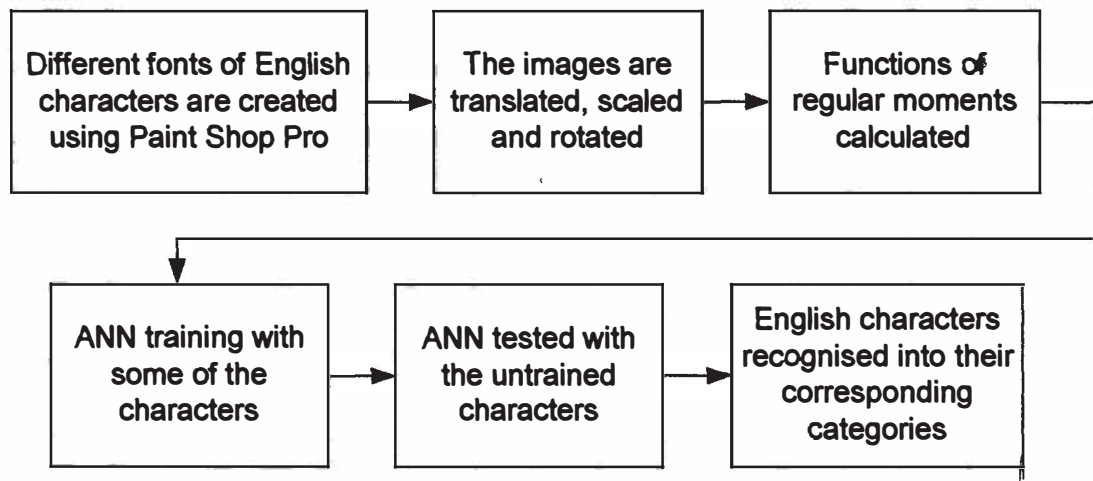 Different fonts of English
characters are created
using Paint Shop Pro
The images are
translated, scaled
and rotated
Functions of
regular moments
calculated
ANN training with
some of the
characters
ANN tested with
the untrained
characters
English characters
recognised into their
corresponding
categories